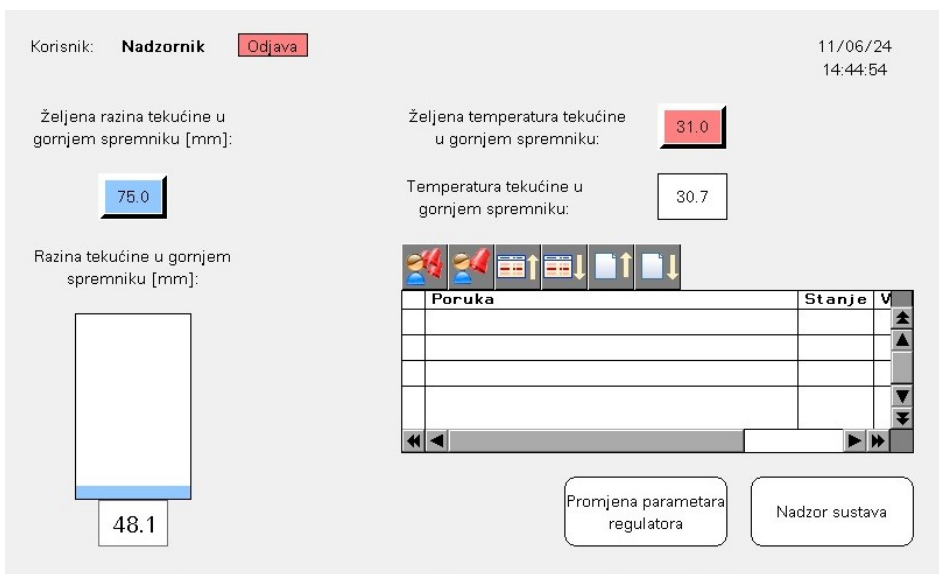 Korisnik: Nadzornik Odjava
11/06/24
14:44:54
Željena razina tekućine u
gornjem spremniku [mm]:
75.0
Željena temperatura tekućine
u gornjem spremniku:
31.0
Temperatura tekućine u
gornjem spremniku:
30.7
Razina tekućine u gornjem
spremniku [mm]:
48.1
Poruka Stanje V
Promjena parametara
regulatora
Nadzor sustava